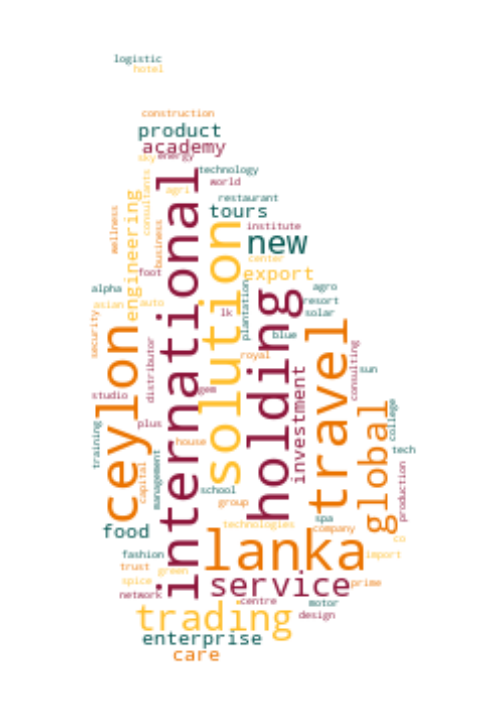 logistic
hotel
construction
product
academy
sky
energy
technology
consultants
agri
world
restaurant
engineering
international
tours
wellness
business
institute
new
solution
center
foot
export
alpha
plantation
agro
asian
auto
resort
lk
holding
solar
security
ceylon
travel
blue
distributor
royal
consulting
sun
investment
gem
studio
global
college
training
plus
house
tech
management
capital
production
school
group
spa
technologies
company
food
lanka
co
fashion
import
trust
green
spice
service
prime
network
centre
motor
trading
design
enterprise
care